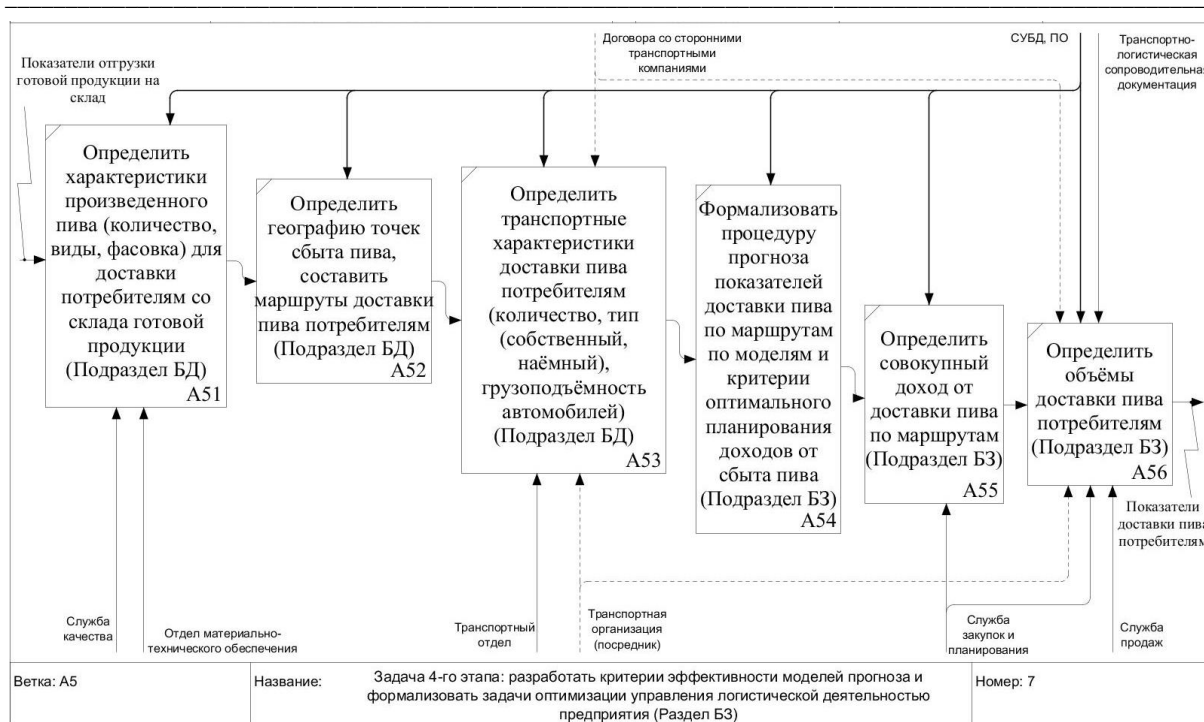 Показатели отгрузки
готовой продукции на
склад
Договора со сторонними
транспортными
компаниями
СУБД, ПО
Транспортно-
логистическая
сопроводительная
документация
Определить
характеристики
произведенного
пива (количество,
виды, фасовка) для
доставки
потребителям со
склада готовой
продукции
(Подраздел БД)
А51
Определить
географию точек
сбыта пива,
составить
маршруты доставки
пива потребителям
(Подраздел БД)
А52
Определить
транспортные
характеристики
доставки пива
потребителям
(количество, тип
(собственный,
наёмный),
грузоподъёмность
автомобилей)
(Подраздел БД)
А53
Формализовать
процедуру
прогноза
показателей
доставки пива
по маршрутам
по моделям и
критерии
оптимального
планирования
доходов от
сбыта пива
(Подраздел БЗ)
А54
Определить
совокупный
доход от
доставки пива
по маршрутам
(Подраздел БЗ)
А55
Определить
объёмы
доставки пива
потребителям
(Подраздел БЗ)
А56
Показатели
доставки пива
потребителям
Служба
качества
Отдел материально-
технического обеспечения
Транспортный
отдел
Транспортная
организация
(посредник)
Служба
закупок и
планирования
Служба
продаж
Ветка: А5
Название:
Задача 4-го этапа: разработать критерии эффективности моделей прогноза и
формализовать задачи оптимизации управления логистической деятельностью
предприятия (Раздел БЗ)
Номер: 7